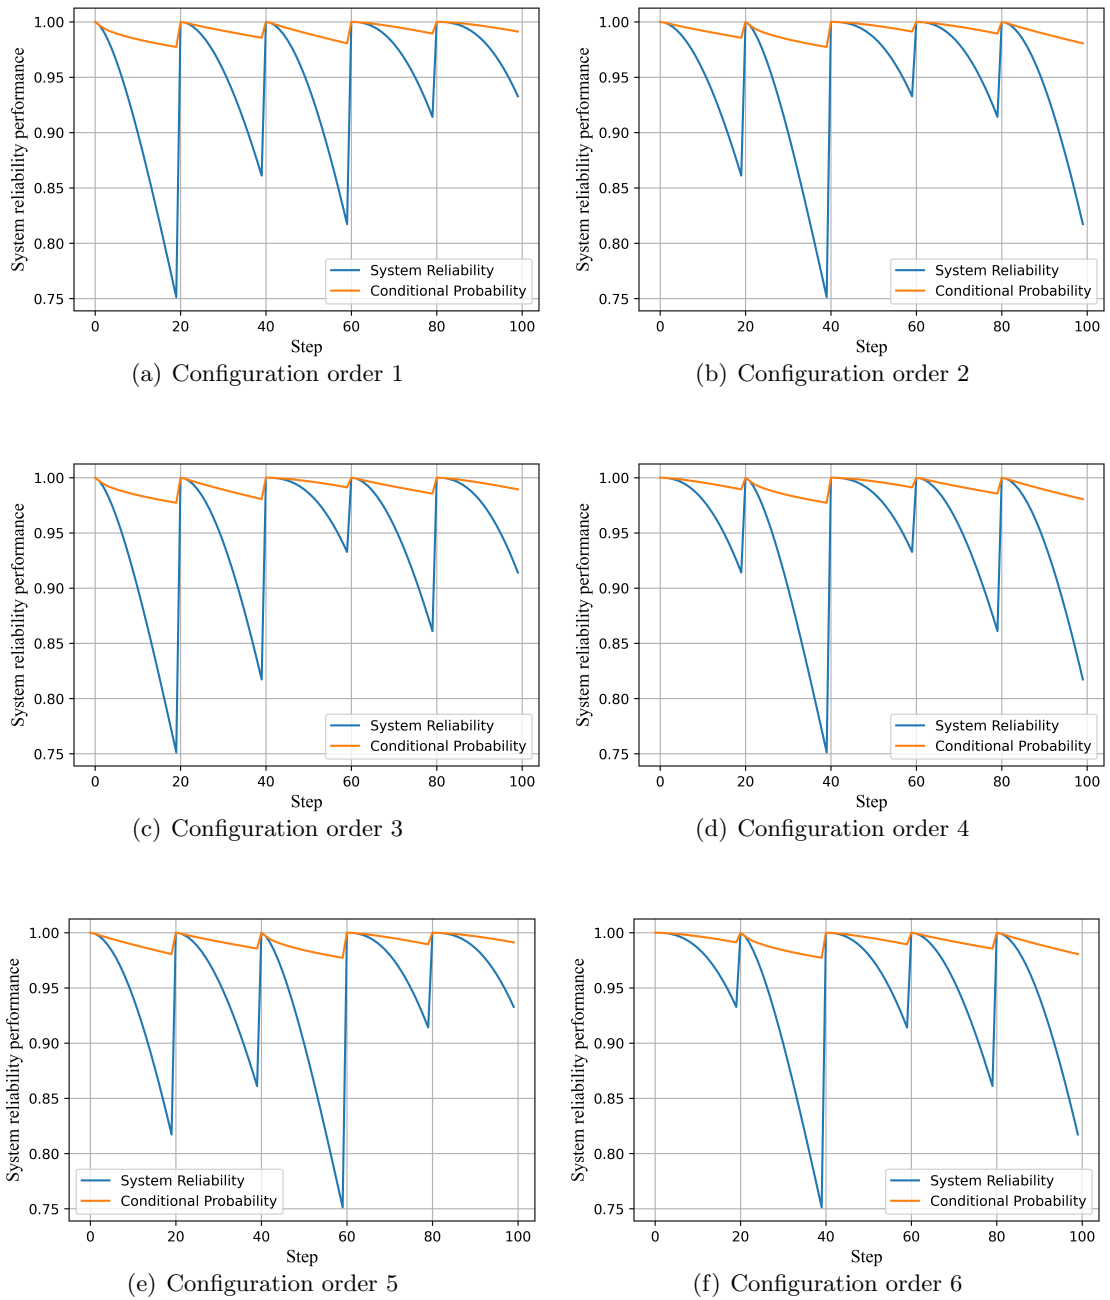 System reliability performance
1.00
0.95
0.90
0.85
0.80
0.75
System Reliability
Conditional Probability
0 20 40 60 80 100
Step
(a) Configuration order 1
System reliability performance
1.00
0.95
0.90
0.85
0.80
0.75
System Reliability
Conditional Probability
0 20 40 60 80 100
Step
(b) Configuration order 2
System reliability performance
1.00
0.95
0.90
0.85
0.80
0.75
System Reliability
Conditional Probability
0 20 40 60 80 100
Step
(c) Configuration order 3
System reliability performance
1.00
0.95
0.90
0.85
0.80
0.75
System Reliability
Conditional Probability
0 20 40 60 80 100
Step
(d) Configuration order 4
System reliability performance
1.00
0.95
0.90
0.85
0.80
0.75
System Reliability
Conditional Probability
0 20 40 60 80 100
Step
(e) Configuration order 5
System reliability performance
1.00
0.95
0.90
0.85
0.80
0.75
System Reliability
Conditional Probability
0 20 40 60 80 100
Step
(f) Configuration order 6